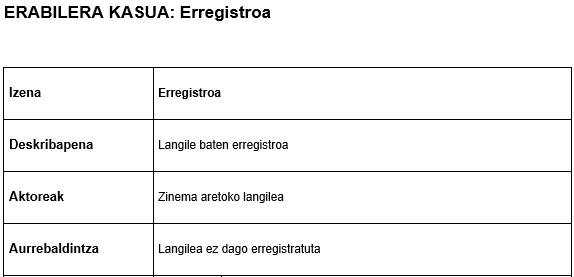 ERABILERA KASUA: Erregistroa
Izena Erregistroa
Deskribapena Langile baten erregistroa
Aktoreak Zinema aretoko langilea
Aurrebaldintza Langilea ez dago erregistratuta